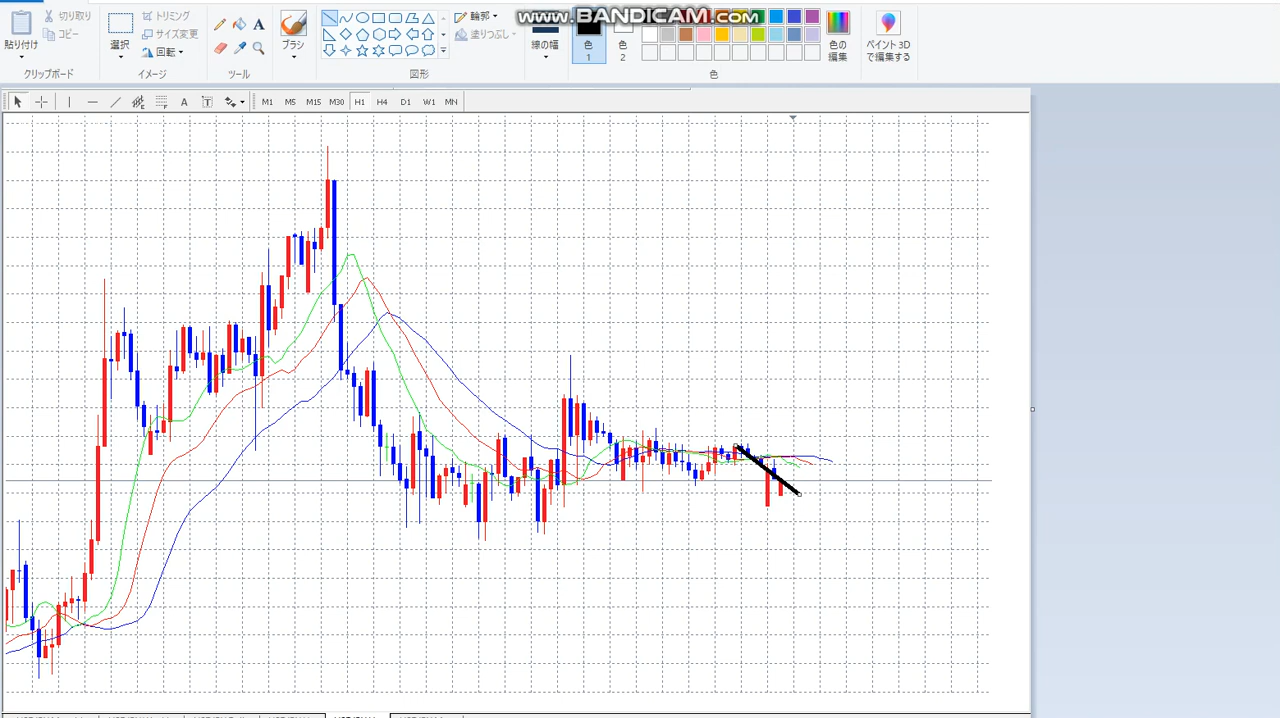 www.BANDICAM.com
切り取り
コピー
貼り付け
クリップボード
トリミング
サイズ変更
回転
選択
イメージ
A
ツール
ブラシ
輪郭
塗りつぶし
図形
線の幅
色
1
色
2
色の
編集
色
ペイント 3D
で編集する
A T M1 M5 M15 M30 H1 H4 D1 W1 MN